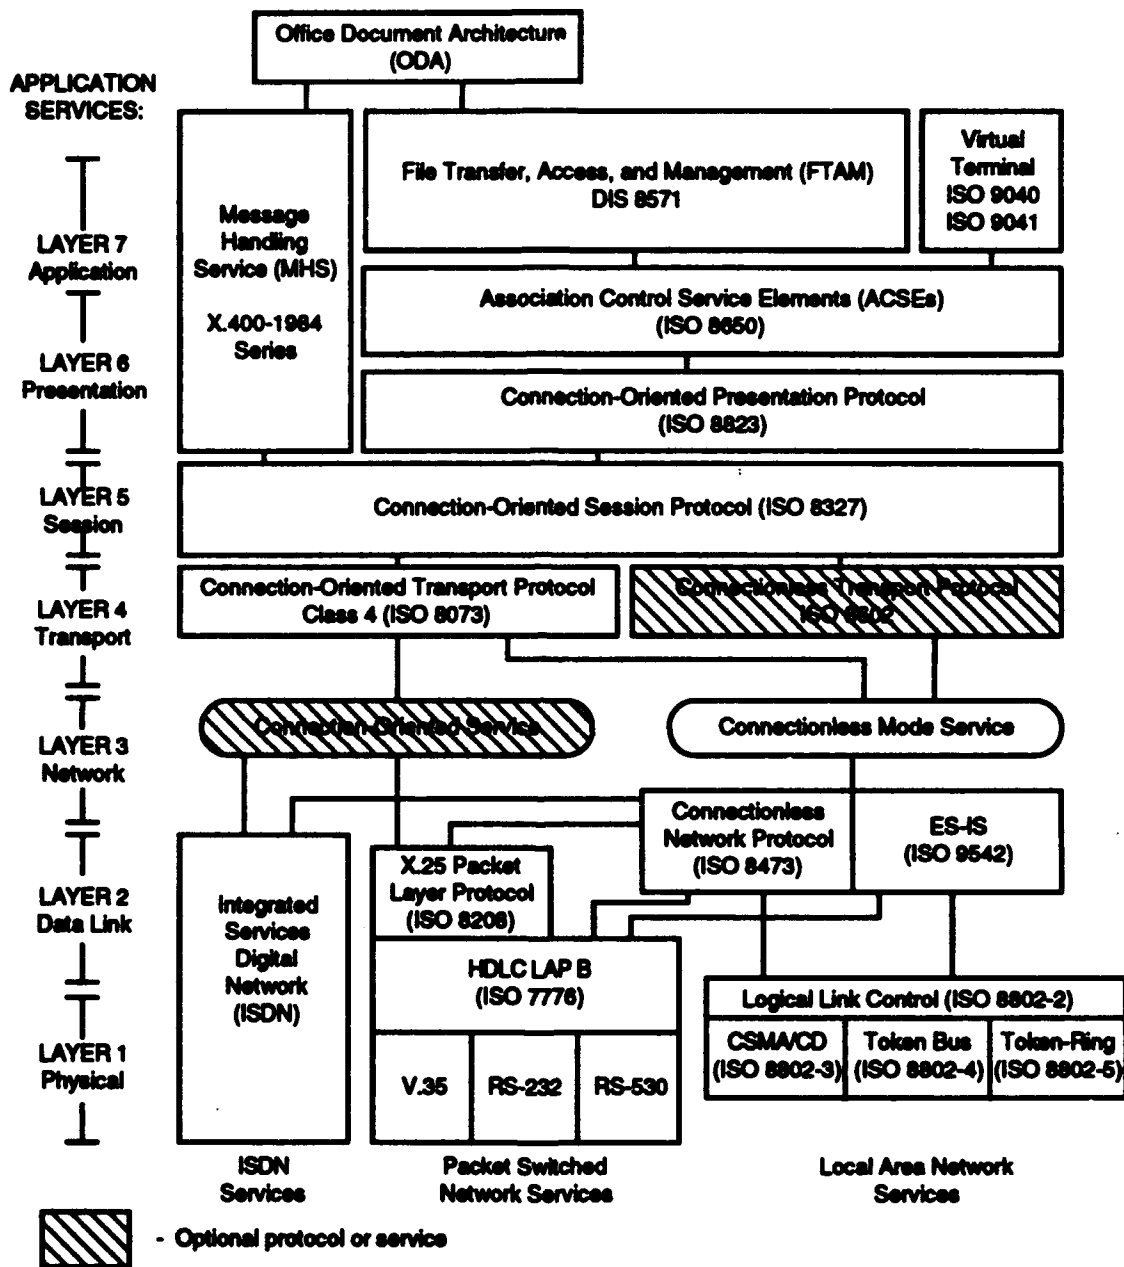 Office Document Architecture
(ODA)
APPLICATION
SERVICES:
LAYER 7
Application
LAYER 6
Presentation
LAYER 5
Session
LAYER 4
Transport
LAYER 3
Network
LAYER 2
Data Link
LAYER 1
Physical
Message
Handling
Service (MHS)
X.400-1984
Series
File Transfer, Access, and Management (FTAM)
DIS 8571
Virtual
Terminal
ISO 9040
ISO 9041
Association Control Service Elements (ACSEs)
(ISO 8650)
Connection-Oriented Presentation Protocol
(ISO 8823)
Connection-Oriented Session Protocol (ISO 8327)
Connection-Oriented Transport Protocol
Class 4 (ISO 8073)
Connectionless Transport Protocol
ISO 8602
Connection-Oriented Service
Connectionless Mode Service
Connectionless
Network Protocol
(ISO 8473)
ES-IS
(ISO 9542)
Integrated
Services
Digital
Network
(ISDN)
X.25 Packet
Layer Protocol
(ISO 8208)
HDLC LAP B
(ISO 7776)
V.35
RS-232
RS-530
Logical Link Control (ISO 8802-2)
CSMA/CD
(ISO 8802-3)
Token Bus
(ISO 8802-4)
Token-Ring
(ISO 8802-5)
ISDN
Services
Packet Switched
Network Services
Local Area Network
Services
- Optional protocol or service